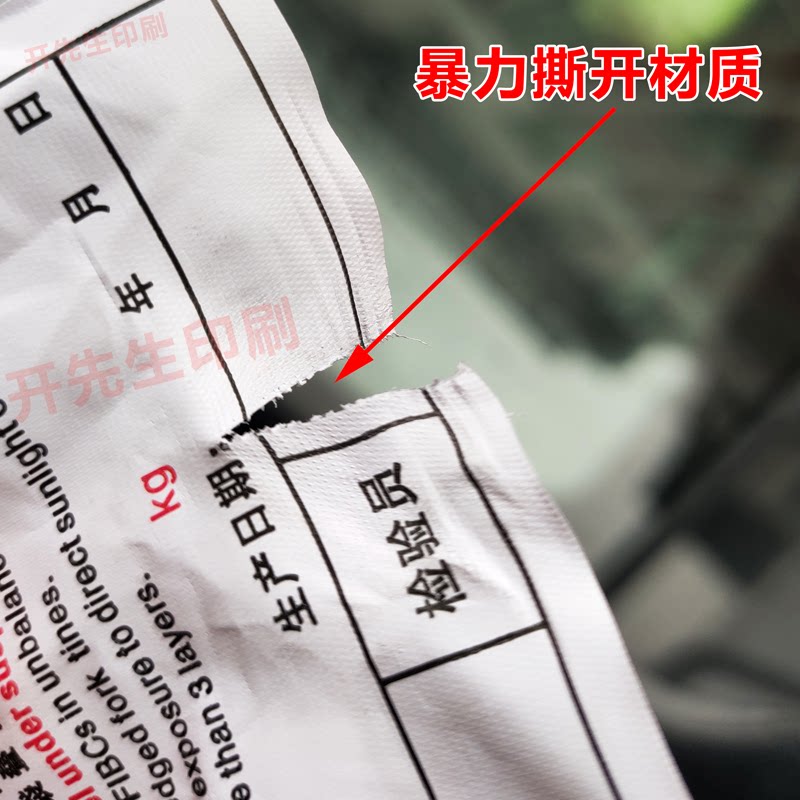 开先生印刷
暴力撕开材质
年 月 日
开先生印刷
生产日期：
检验员
kg
than 3 layers.
exposure to direct sunlight
fork tines.
FIBCs in
under